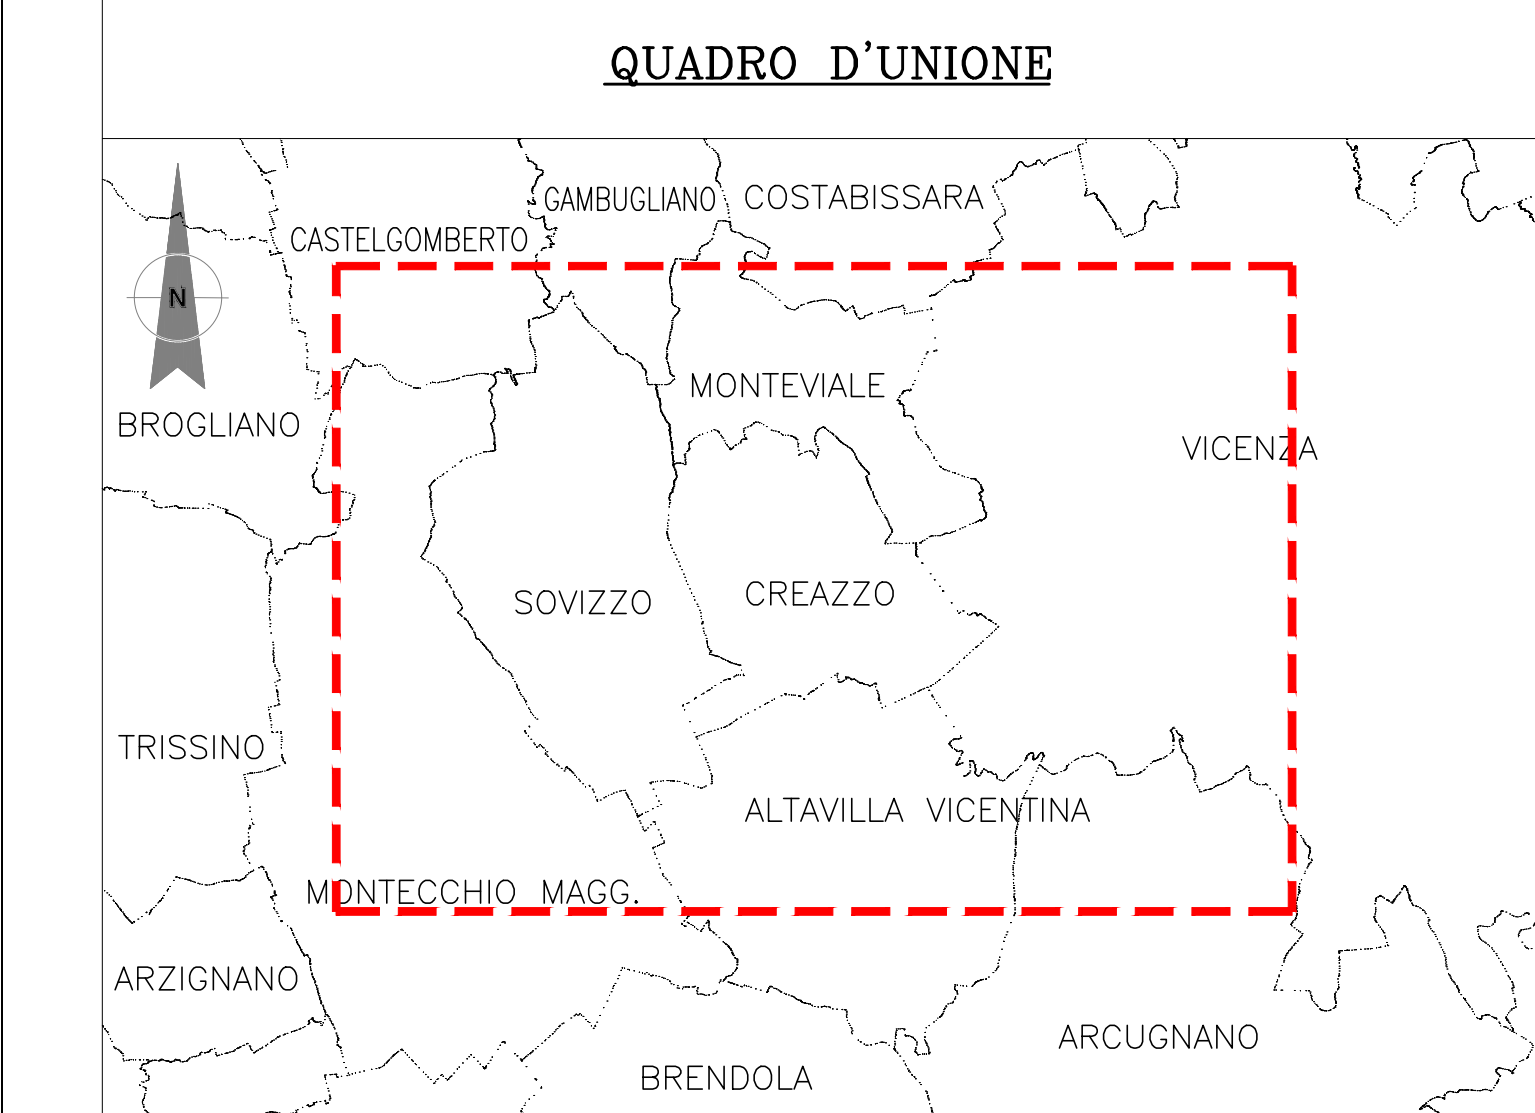 QUADRO D'UNIONE
GAMBUGLIANO
COSTABISSARA
CASTELGOMBERTO
N
MONTEVIALE
BROGLIANO
VICENZA
SOVIZZO
CREAZZO
TRISSINO
ALTAVILLA VICENTINA
MONTECCHIO MAGG.
ARZIGNANO
ARCUGNANO
BRENDOLA